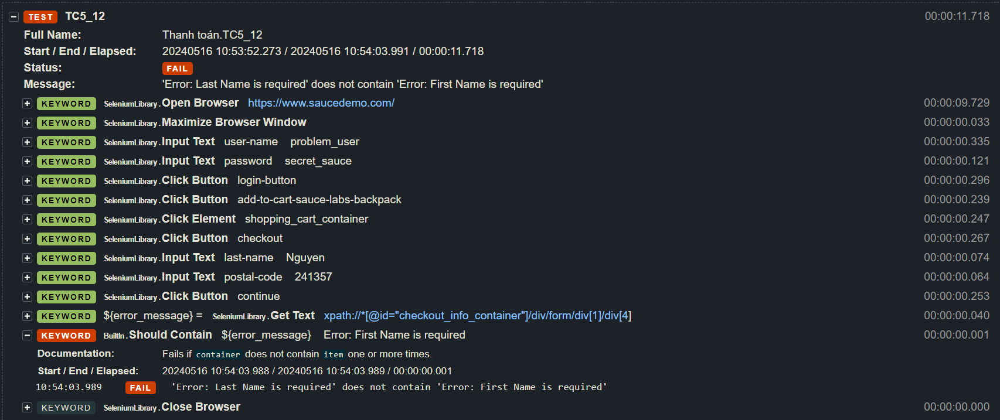 TEST TC5_12 00:00:11.718
Full Name: Thanh toán.TC5_12
Start / End / Elapsed: 20240516 10:53:52.273 / 20240516 10:54:03.991 / 00:00:11.718
Status: FAIL
Message: 'Error: Last Name is required' does not contain 'Error: First Name is required'
KEYWORD SeleniumLibrary.Open Browser https://www.saucedemo.com/ 00:00:09.729
KEYWORD SeleniumLibrary.Maximize Browser Window 00:00:00.033
KEYWORD SeleniumLibrary.Input Text user-name problem_user 00:00:00.335
KEYWORD SeleniumLibrary.Input Text password secret_sauce 00:00:00.121
KEYWORD SeleniumLibrary.Click Button login-button 00:00:00.296
KEYWORD SeleniumLibrary.Click Button add-to-cart-sauce-labs-backpack 00:00:00.239
KEYWORD SeleniumLibrary.Click Element shopping_cart_container 00:00:00.247
KEYWORD SeleniumLibrary.Click Button checkout 00:00:00.267
KEYWORD SeleniumLibrary.Input Text last-name Nguyen 00:00:00.074
KEYWORD SeleniumLibrary.Input Text postal-code 241357 00:00:00.064
KEYWORD SeleniumLibrary.Click Button continue 00:00:00.253
KEYWORD ${error_message} = SeleniumLibrary.Get Text xpath://*[@id="checkout_info_container"]/div/form/div[1]/div[4] 00:00:00.040
KEYWORD BuiltIn.Should Contain ${error_message} Error: First Name is required 00:00:00.001
Documentation: Fails if container does not contain item one or more times.
Start / End / Elapsed: 20240516 10:54:03.988 / 20240516 10:54:03.989 / 00:00:00.001
10:54:03.989 FAIL 'Error: Last Name is required' does not contain 'Error: First Name is required'
KEYWORD SeleniumLibrary.Close Browser 00:00:00.000